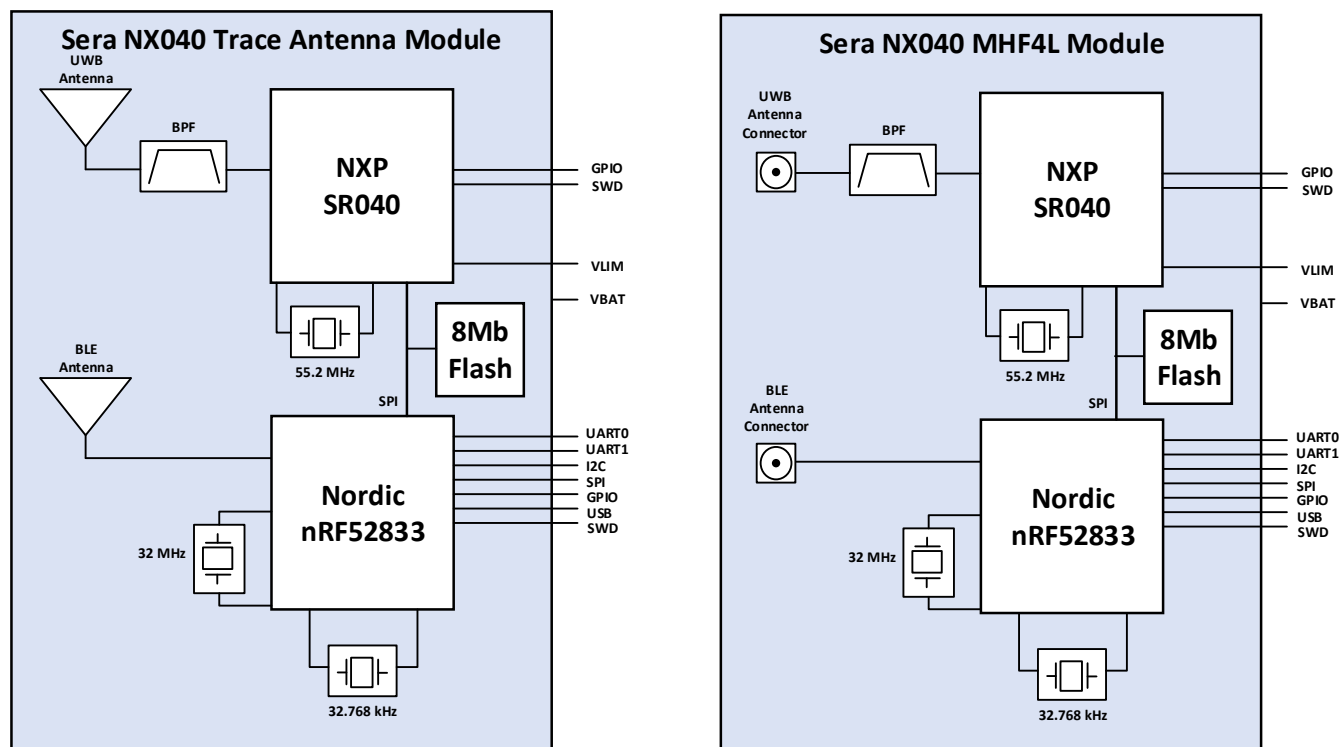 Sera NX040 Trace Antenna Module
UWB
Antenna
BPF
NXP
SR040
GPIO
SWD
VLIM
VBAT
55.2 MHz
8Mb
Flash
SPI
BLE
Antenna
Nordic
nRF52833
UART0
UART1
I2C
SPI
GPIO
USB
SWD
32 MHz
32.768 kHz
Sera NX040 MHF4L Module
UWB
Antenna
Connector
BPF
NXP
SR040
GPIO
SWD
VLIM
VBAT
55.2 MHz
8Mb
Flash
SPI
BLE
Antenna
Connector
Nordic
nRF52833
UART0
UART1
I2C
SPI
GPIO
USB
SWD
32 MHz
32.768 kHz